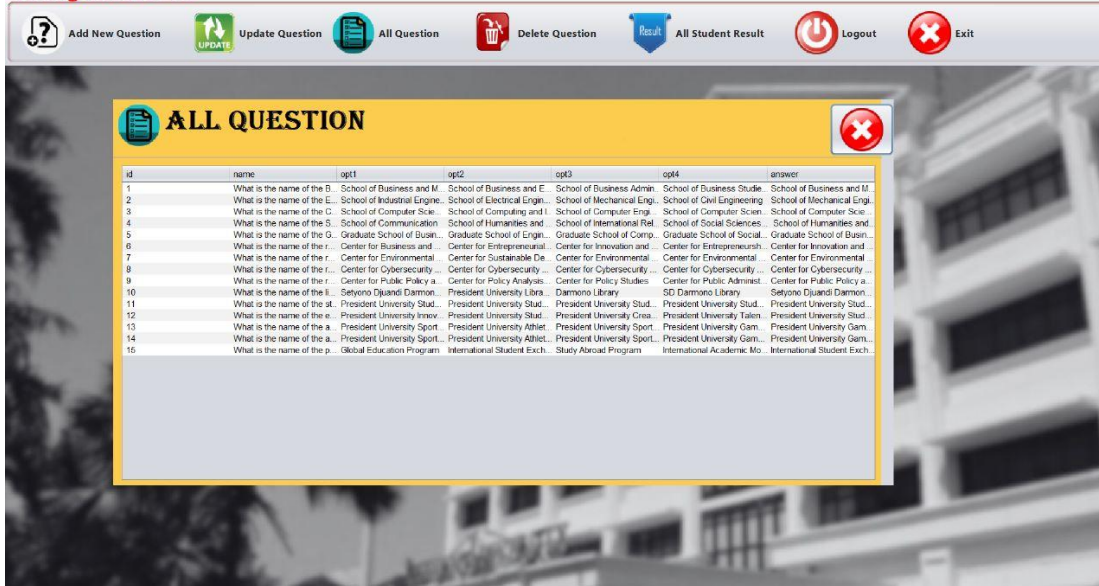 Add New Question UPDATE Update Question All Question Delete Question Result All Student Result Logout Exit
ALL QUESTION
id name opt1 opt2 opt3 opt4 answer
1 What is the name of the B... School of Business and M... School of Business and E... School of Business Admin... School of Business Studie... School of Business and M...
2 What is the name of the E... School of Industrial Engine... School of Electrical Engin... School of Mechanical Engi... School of Civil Engineering School of Mechanical Engi...
3 What is the name of the C... School of Computer Scie... School of Computing and I... School of Computer Engi... School of Computer Scien... School of Computer Scie...
4 What is the name of the S... School of Communication School of Humanities and... School of International Rel... School of Social Sciences... School of Humanities and...
5 What is the name of the G... Graduate School of Busin... Graduate School of Engin... Graduate School of Comp... Graduate School of Social... Graduate School of Busin...
6 What is the name of the r... Center for Business and ... Center for Entrepreneurial... Center for Innovation and ... Center for Entrepreneursh... Center for Innovation and ...
7 What is the name of the r... Center for Environmental ... Center for Sustainable De... Center for Environmental ... Center for Environmental ... Center for Environmental ...
8 What is the name of the r... Center for Cybersecurity ... Center for Cybersecurity ... Center for Cybersecurity ... Center for Cybersecurity ... Center for Cybersecurity ...
9 What is the name of the r... Center for Public Policy a... Center for Policy Analysis... Center for Policy Studies Center for Public Administ... Center for Public Policy a...
10 What is the name of the li... Setyono Djuandi Darmon... President University Libra... Darmono Library SD Darmono Library Setyono Djuandi Darmon...
11 What is the name of the st... President University Stud... President University Stud... President University Stud... President University Stud... President University Stud...
12 What is the name of the e... President University Innov... President University Stud... President University Crea... President University Talen... President University Stud...
13 What is the name of the a... President University Sport... President University Athlet... President University Sport... President University Gam... President University Gam...
14 What is the name of the a... President University Sport... President University Athlet... President University Sport... President University Gam... President University Gam...
15 What is the name of the p... Global Education Program International Student Exch... Study Abroad Program International Academic Mo... International Student Exch...